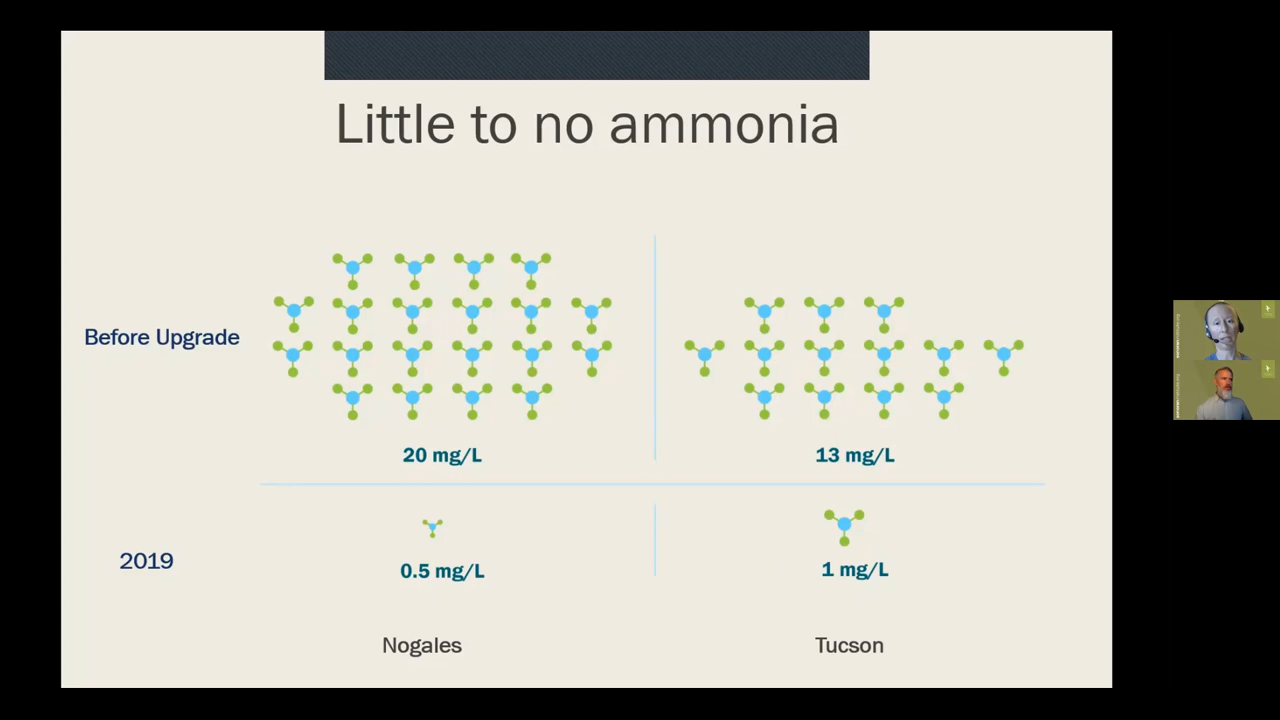 Little to no ammonia
Before Upgrade
20 mg/L
13 mg/L
2019
0.5 mg/L
1 mg/L
Nogales
Tucson